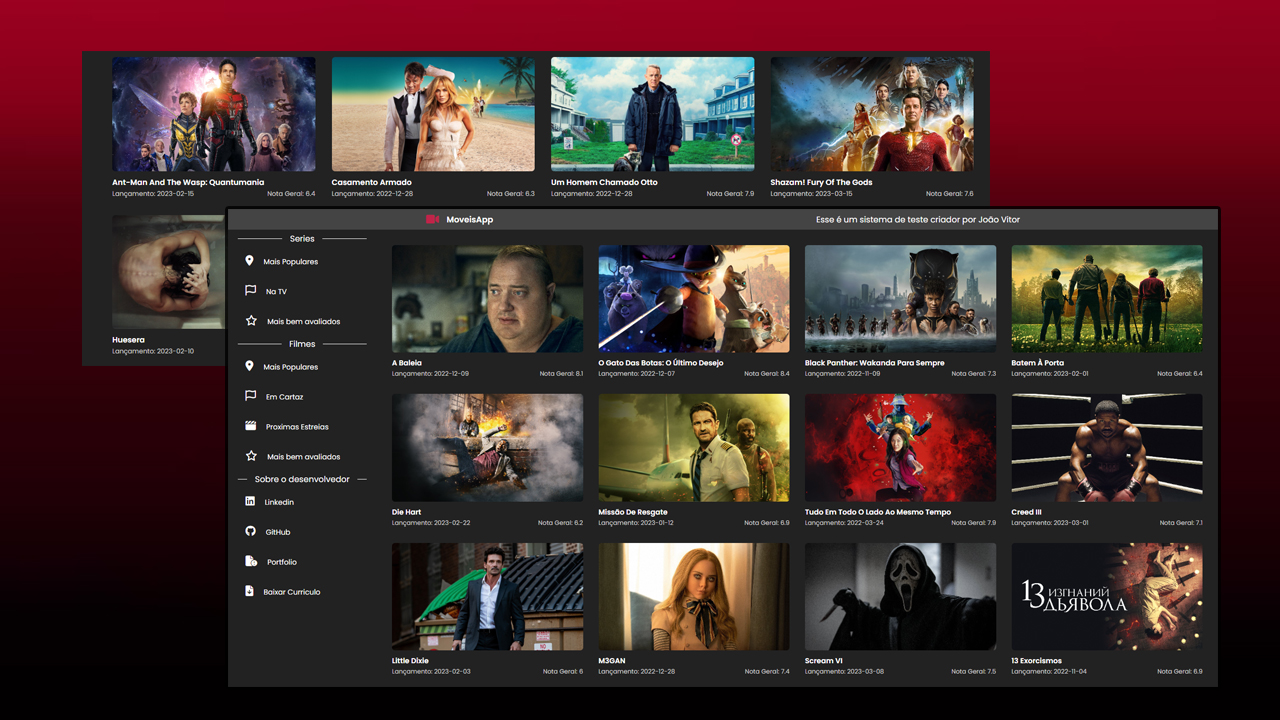 Ant-Man And The Wasp: Quantumania
Lançamento: 2023-02-15 Nota Geral: 6.4
Casamento Armado
Lançamento: 2022-12-28 Nota Geral: 6.3
Um Homem Chamado Otto
Lançamento: 2022-12-28 Nota Geral: 7.9
Shazam! Fury Of The Gods
Lançamento: 2023-03-15 Nota Geral: 7.6
Huesera
Lançamento: 2023-02-10
MoveisApp
Esse é um sistema de teste criador por João Vitor
Series
Mais Populares
Na TV
Mais bem avaliados
Filmes
Mais Populares
Em Cartaz
Proximas Estreias
Mais bem avaliados
Sobre o desenvolvedor
Linkedin
GitHub
Portfolio
Baixar Curriculo
A Baleia
Lançamento: 2022-12-09 Nota Geral: 8.1
O Gato Das Botas: O Último Desejo
Lançamento: 2022-12-07 Nota Geral: 8.4
Black Panther: Wakanda Para Sempre
Lançamento: 2022-11-09 Nota Geral: 7.3
Batem À Porta
Lançamento: 2023-02-01 Nota Geral: 6.4
Die Hart
Lançamento: 2023-02-22 Nota Geral: 6.2
Missão De Resgate
Lançamento: 2023-01-12 Nota Geral: 6.9
Tudo Em Todo O Lado Ao Mesmo Tempo
Lançamento: 2022-03-24 Nota Geral: 7.9
Creed III
Lançamento: 2023-03-01 Nota Geral: 7.1
Little Dixie
Lançamento: 2023-02-03 Nota Geral: 6
M3GAN
Lançamento: 2022-12-28 Nota Geral: 7.4
Scream VI
Lançamento: 2023-03-08 Nota Geral: 7.5
13 ИЗГНАНИЙ
ДЬЯВОЛА
13 Exorcismos
Lançamento: 2022-11-04 Nota Geral: 6.9